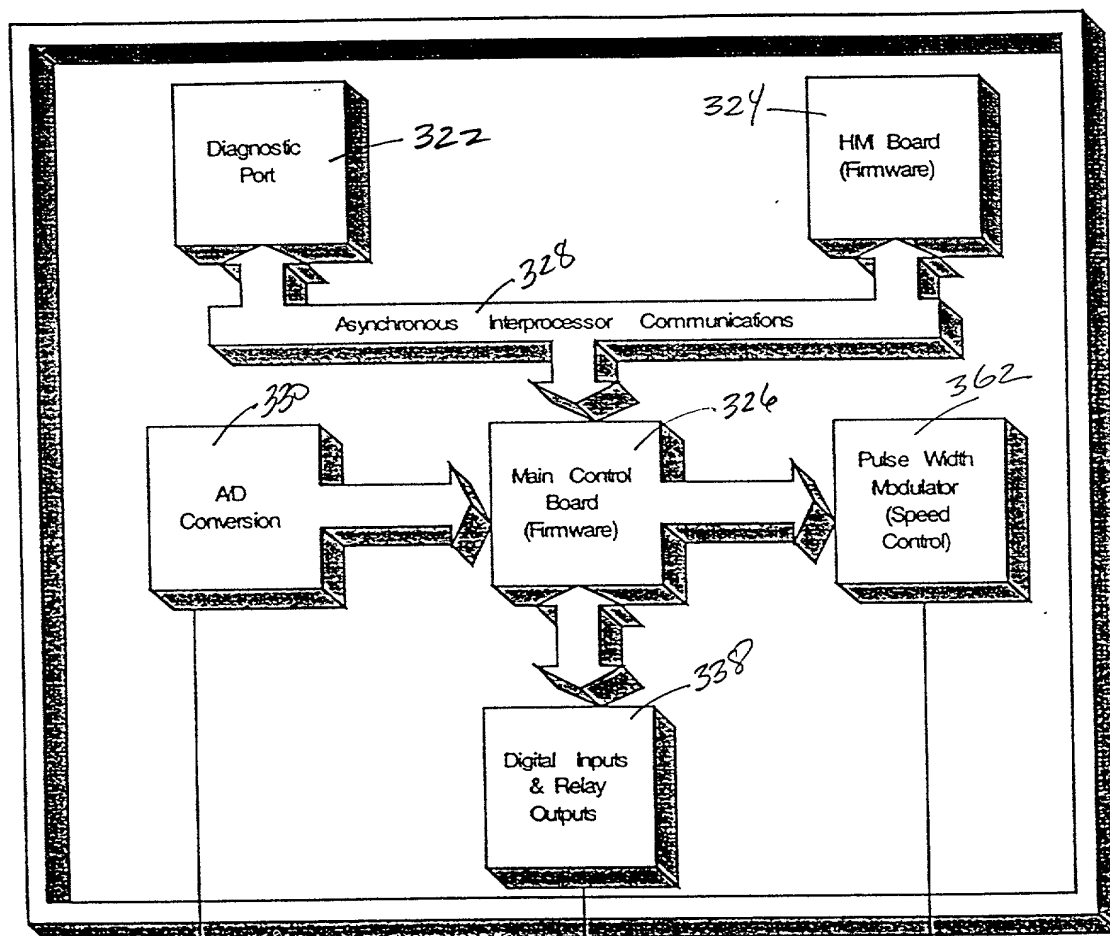 Diagnostic
Port
322
324
HMI Board
(Firmware)
328
Asynchronous Interprocessor Communications
330
A/D
Conversion
326
Main Control
Board
(Firmware)
362
Pulse Width
Modulator
(Speed
Control)
338
Digital Inputs
& Relay
Outputs